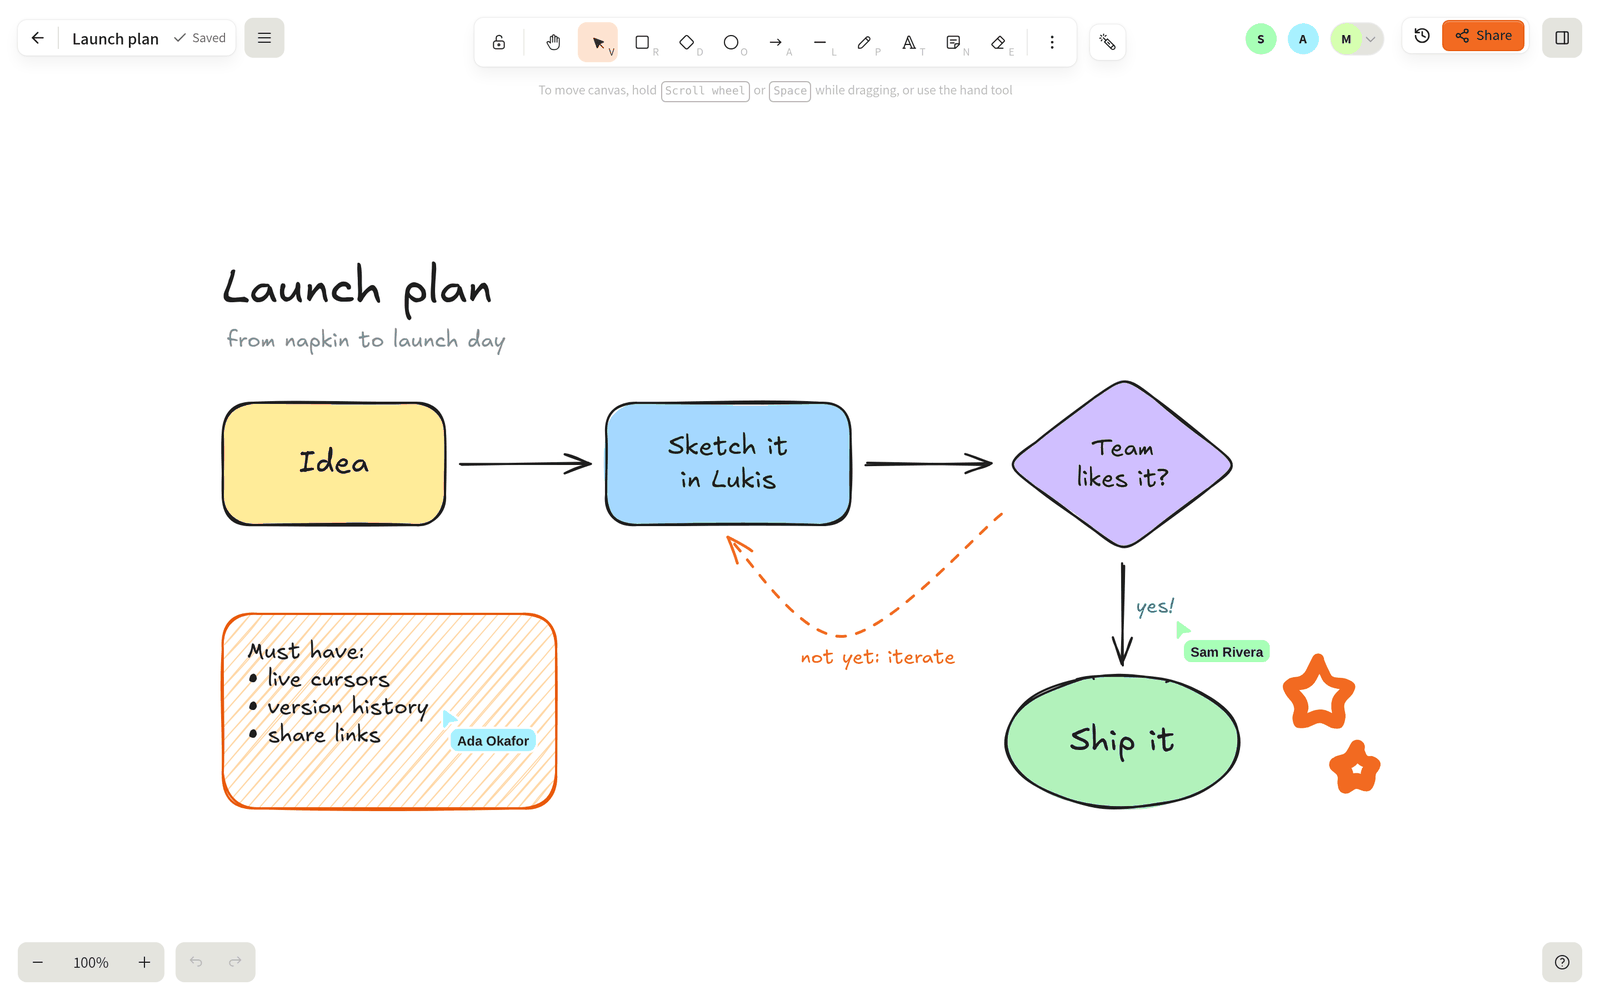 Launch plan
Saved
V
R
D
O
A
L
P
T
N
E
S
A
M
Share
To move canvas, hold Scroll wheel or Space while dragging, or use the hand tool
Launch plan
from napkin to launch day
Idea
Sketch it
in Lukis
Team
likes it?
yes!
Sam Rivera
not yet: iterate
Must have:
• live cursors
• version history
• share links
Ada Okafor
Ship it
100%